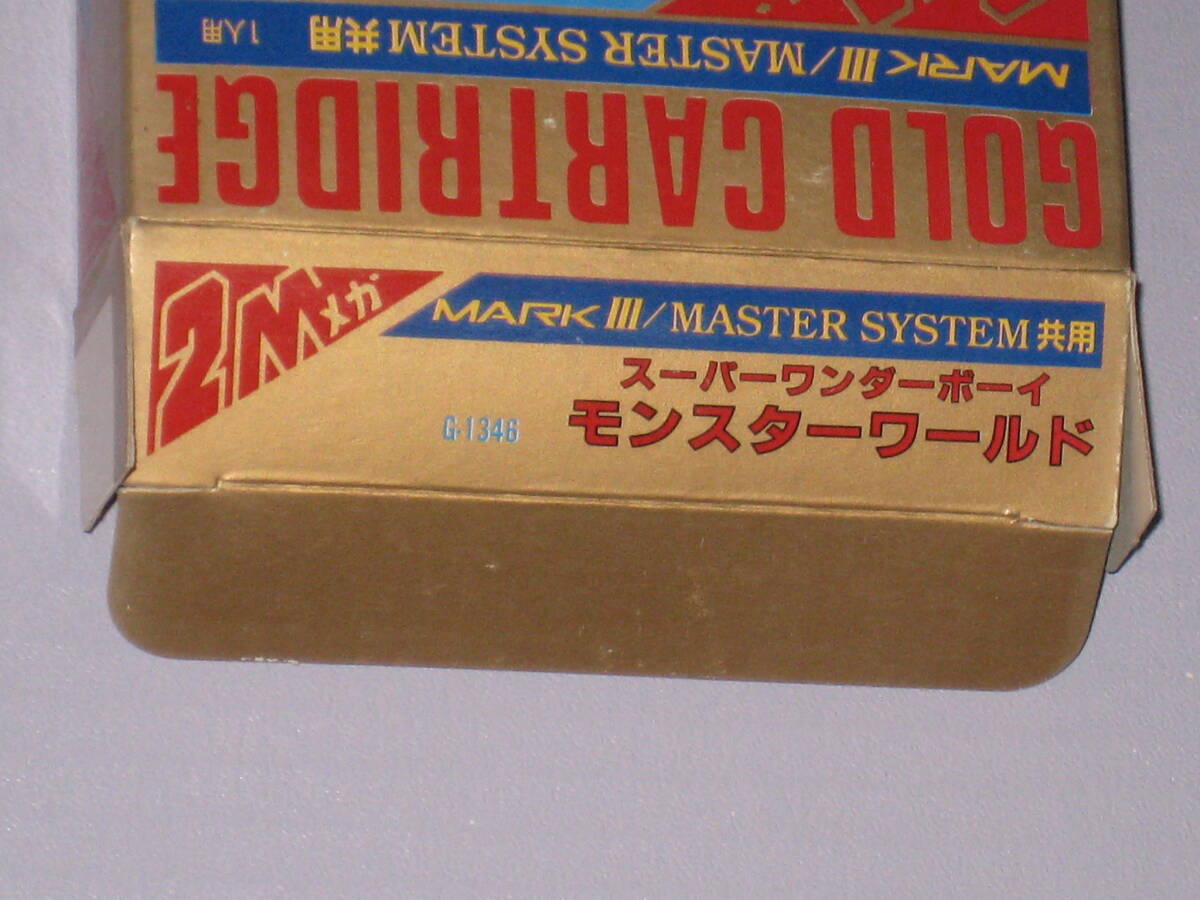 MARK III/MASTER SYSTEM共用 1人用
GOLD CARTRIDGE
2Mメガ
MARK III/MASTER SYSTEM共用
スーパーワンダーボーイ
モンスターワールド
G-1346